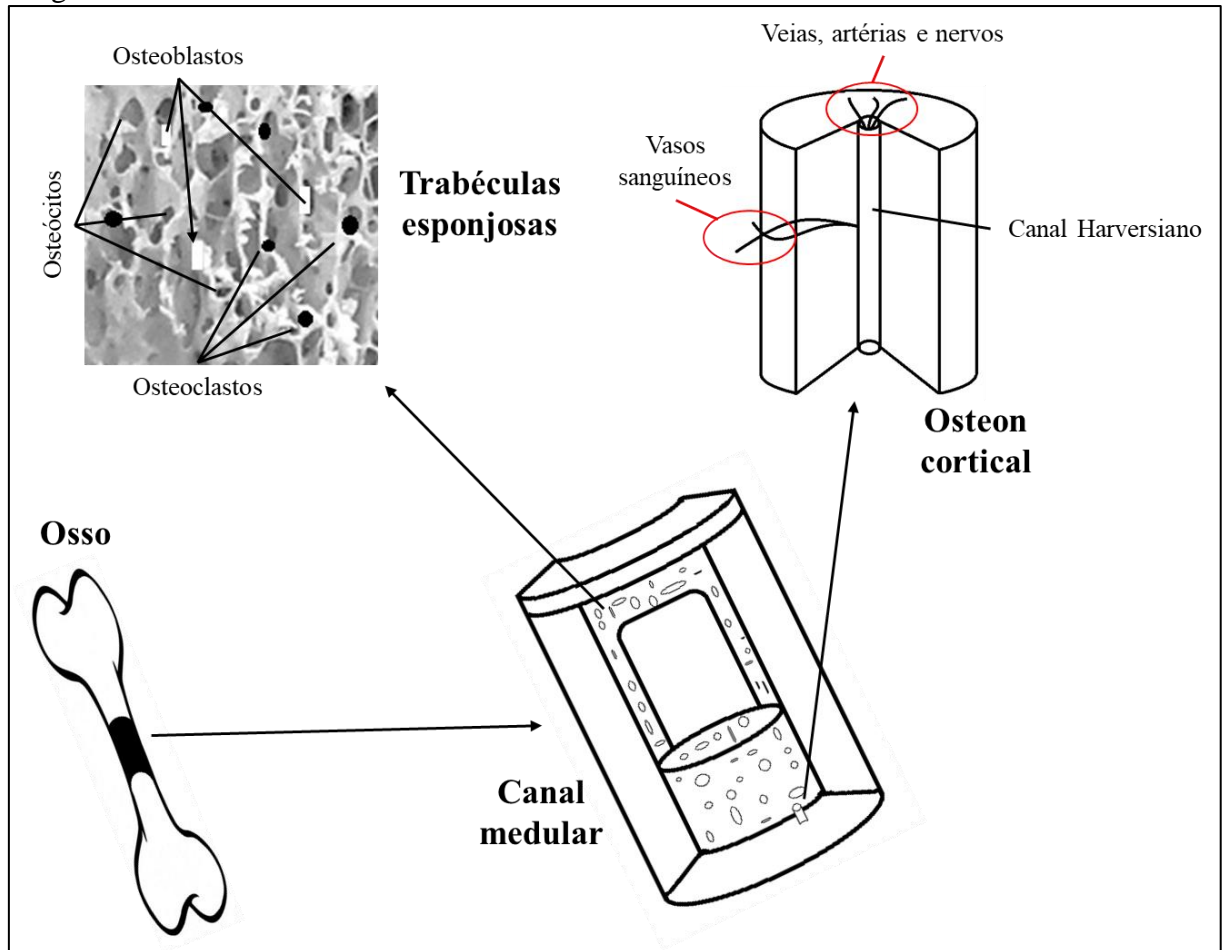 Veias, artérias e nervos
Osteoblastos
Vasos
sanguíneos
Trabéculas
esponjosas
Osteócitos
Canal Harversiano
Osteoclastos
Osteon
cortical
Osso
Canal
medular